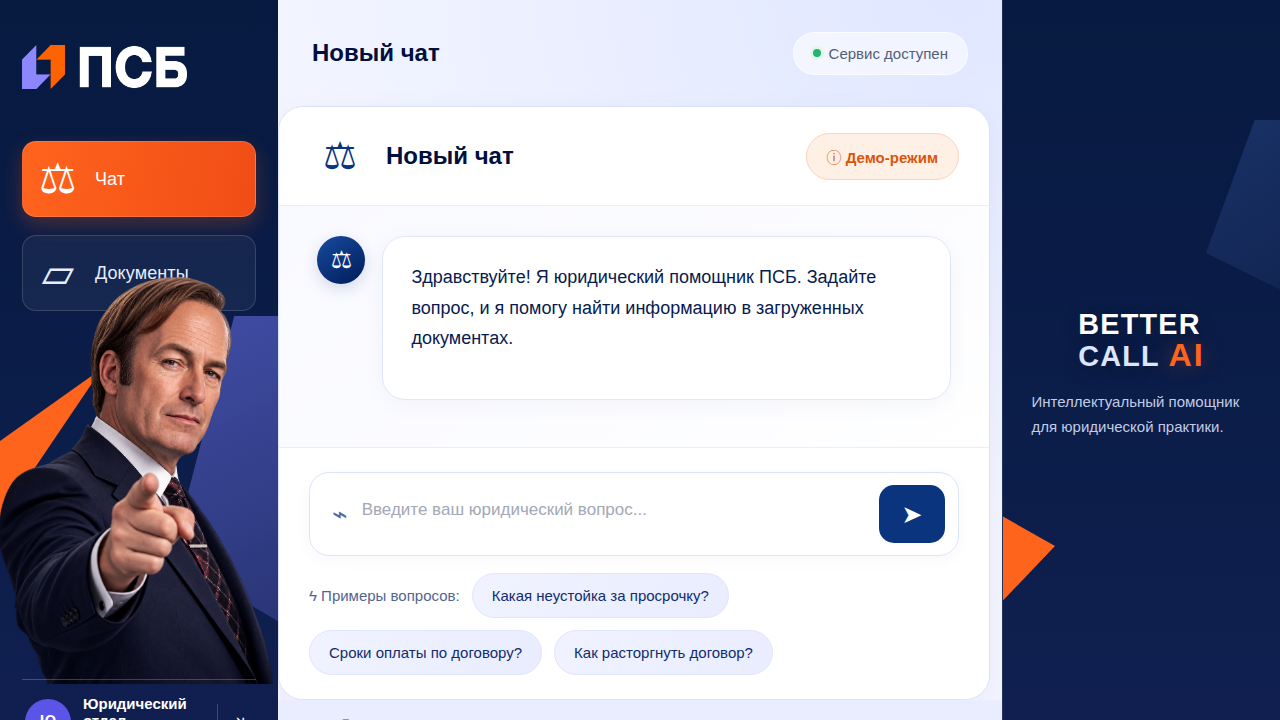 ПСБ
Чат
Документы
Юридический
отдел
Ю
Новый чат
Сервис доступен
Новый чат
Демо-режим
Здравствуйте! Я юридический помощник ПСБ. Задайте
вопрос, и я помогу найти информацию в загруженных
документах.
Введите ваш юридический вопрос...
Примеры вопросов:
Какая неустойка за просрочку?
Сроки оплаты по договору?
Как расторгнуть договор?
BETTER
CALL AI
Интеллектуальный помощник
для юридической практики.